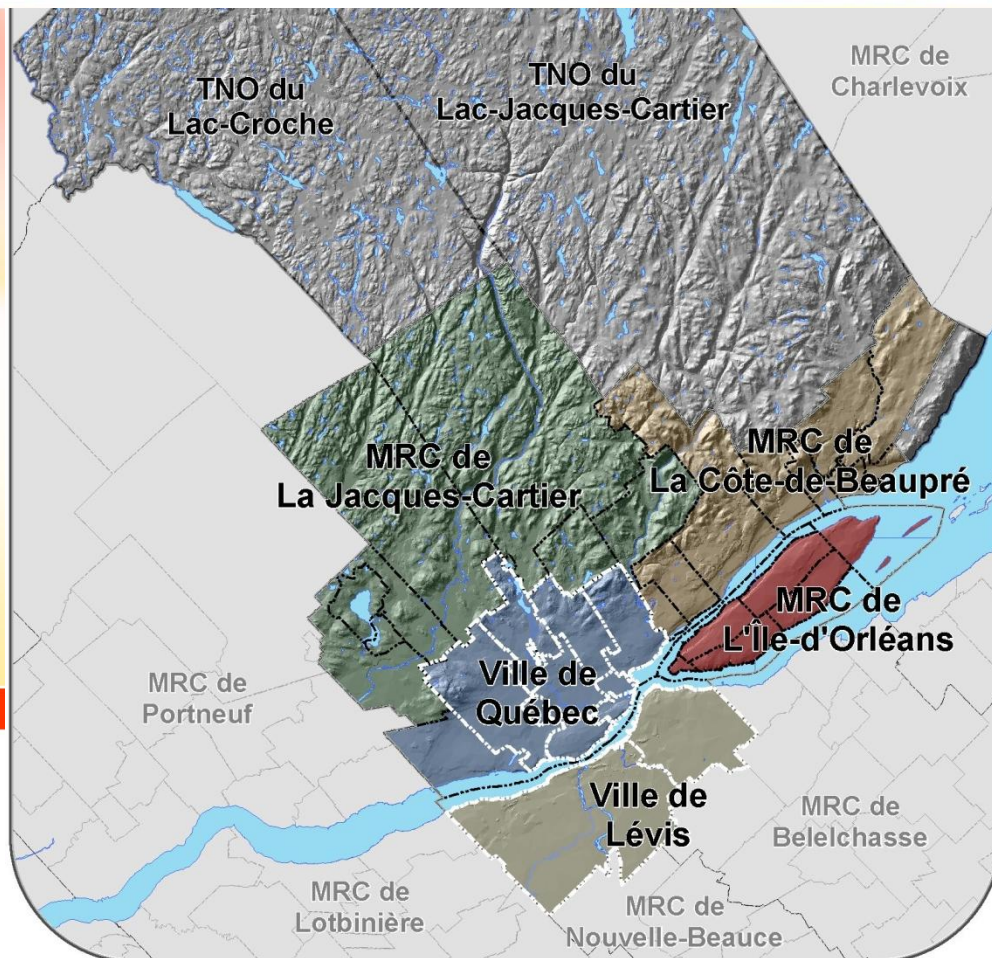 MRC de
Charlevoix
TNO du
Lac-Croche
TNO du
Lac-Jacques-Cartier
MRC de
La Jacques-Cartier
MRC de
La Côte-de-Beaupré
MRC de
L'Île-d'Orléans
Ville de
Québec
MRC de
Portneuf
Ville de
Lévis
MRC de
Belelchasse
MRC de
Lotbinière
MRC de
Nouvelle-Beauce